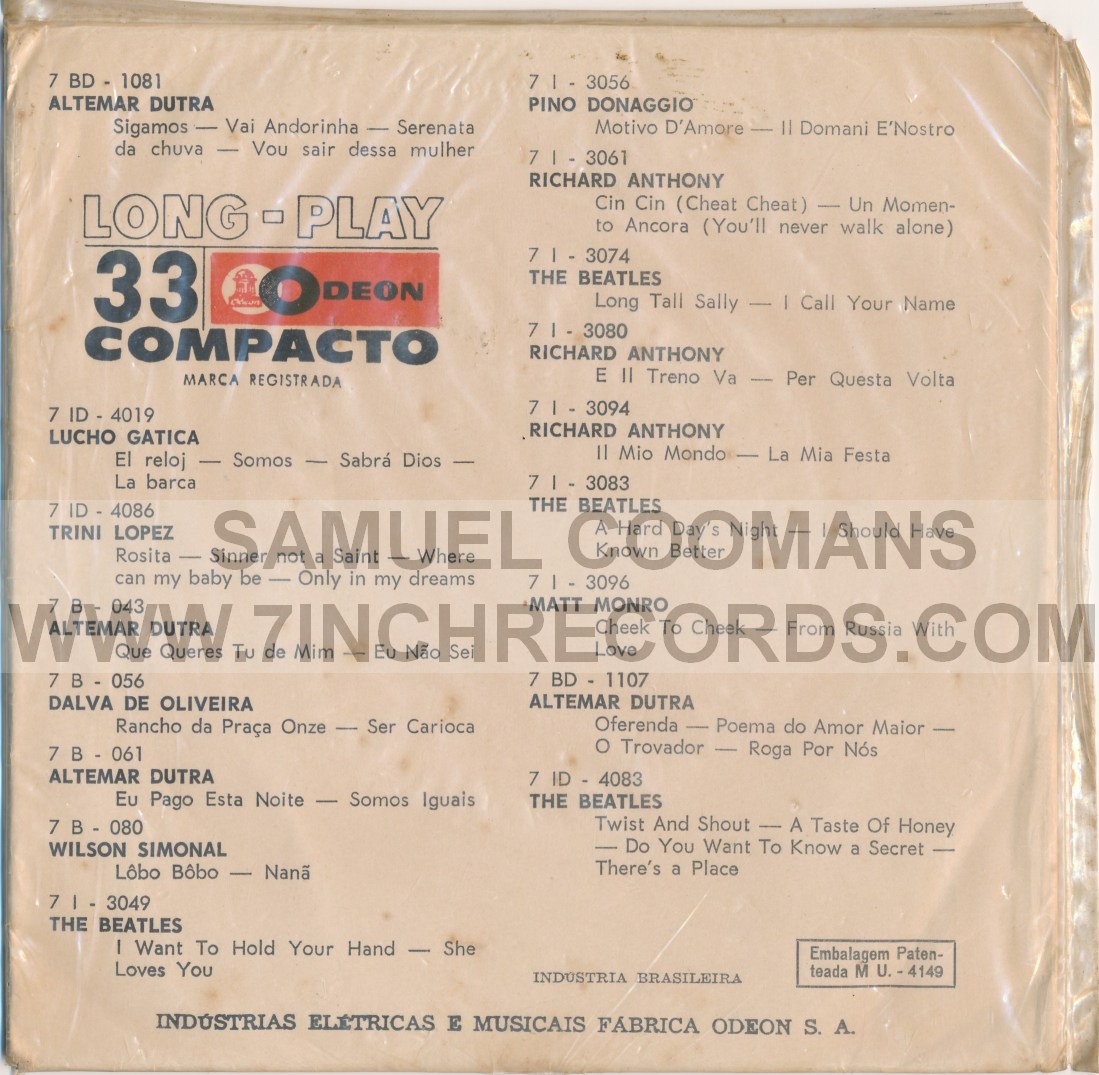 7 BD - 1081
ALTEMAR DUTRA
Sigamos — Vai Andorinha — Serenata
da chuva — Vou sair dessa mulher
LONG-PLAY
33 ODEON
Odeon
COMPACTO
MARCA REGISTRADA
7 ID - 4019
LUCHO GATICA
El reloj — Somos — Sabrá Dios —
La barca
7 ID - 4086
TRINI LOPEZ
Rosita — Sinner not a Saint — Where
can my baby be — Only in my dreams
7 B - 043
ALTEMAR DUTRA
Que Queres Tu de Mim — Eu Não Sei
7 B - 056
DALVA DE OLIVEIRA
Rancho da Praça Onze — Ser Carioca
7 B - 061
ALTEMAR DUTRA
Eu Pago Esta Noite — Somos Iguais
7 B - 080
WILSON SIMONAL
Lôbo Bôbo — Nanã
7 I - 3049
THE BEATLES
I Want To Hold Your Hand — She
Loves You
7 I - 3056
PINO DONAGGIO
Motivo D'Amore — Il Domani E'Nostro
7 I - 3061
RICHARD ANTHONY
Cin Cin (Cheat Cheat) — Un Momen-
to Ancora (You'll never walk alone)
7 I - 3074
THE BEATLES
Long Tall Sally — I Call Your Name
7 I - 3080
RICHARD ANTHONY
E Il Treno Va — Per Questa Volta
7 I - 3094
RICHARD ANTHONY
Il Mio Mondo — La Mia Festa
7 I - 3083
THE BEATLES
A Hard Day's Night — I Should Have
Known Better
7 I - 3096
MATT MONRO
Cheek To Cheek — From Russia With
Love
7 BD - 1107
ALTEMAR DUTRA
Oferenda — Poema do Amor Maior —
O Trovador — Roga Por Nós
7 ID - 4083
THE BEATLES
Twist And Shout — A Taste Of Honey
— Do You Want To Know a Secret —
There's a Place
INDÚSTRIA BRASILEIRA
Embalagem Paten-
teada M U. - 4149
INDÚSTRIAS ELÉTRICAS E MUSICAIS FÁBRICA ODEON S. A.
SAMUEL COOMANS
WWW.7INCHRECORDS.COM